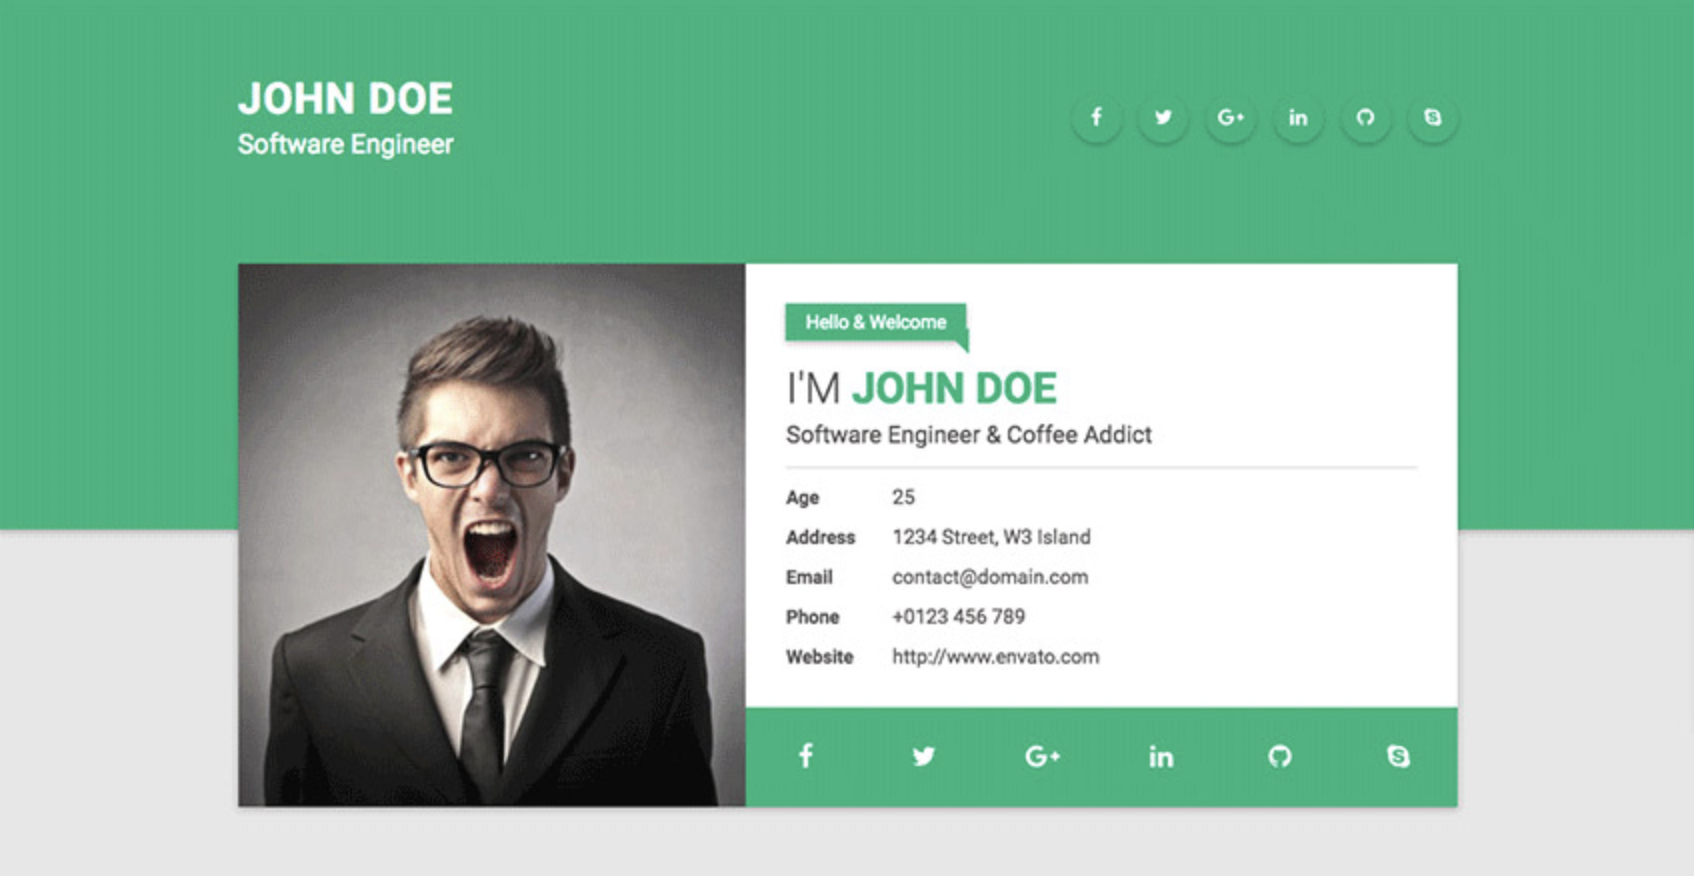 JOHN DOE
Software Engineer
f G+ in
Hello & Welcome
I'M JOHN DOE
Software Engineer & Coffee Addict
Age 25
Address 1234 Street, W3 Island
Email contact@domain.com
Phone +0123 456 789
Website http://www.envato.com
f G+ in